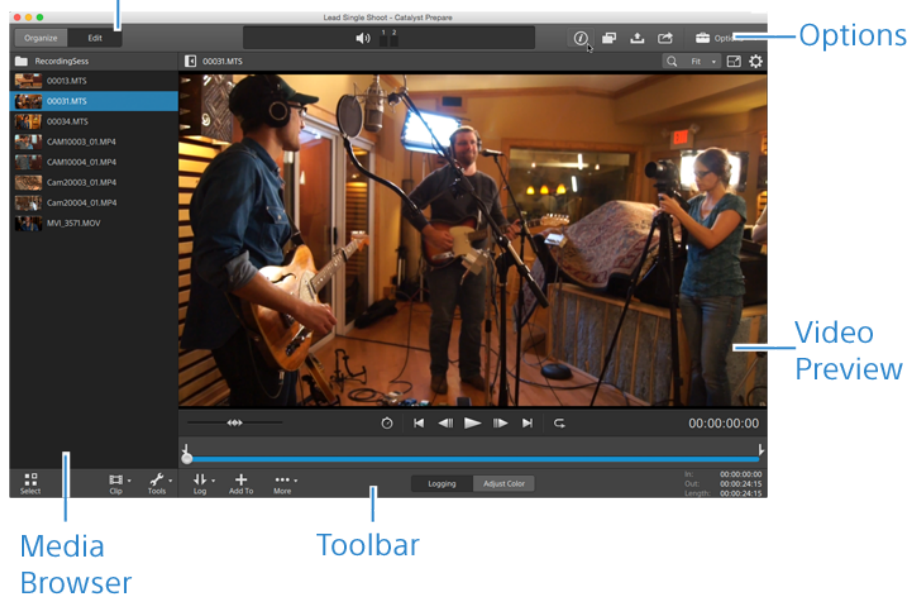 Lead Single Shoot - Catalyst Prepare
Organize Edit 1 2 Options
RecordingSess 00031.MTS Fit
00013.MTS
00031.MTS
00034.MTS
CAM10003_01.MP4
CAM10004_01.MP4
Cam20003_01.MP4
Cam20004_01.MP4
MVI_3571.MOV
EXIT
Options
Video
Preview
00:00:00:00
Select Clip Tools Log Add To More Logging Adjust Color
In: 00:00:00:00
Out: 00:00:24:15
Length: 00:00:24:15
Media
Browser
Toolbar